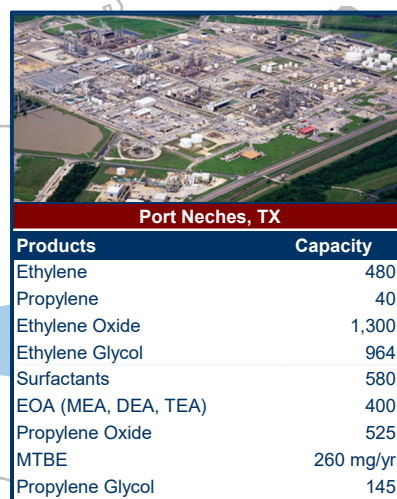 Port Neches, TX
Products Capacity
Ethylene 480
Propylene 40
Ethylene Oxide 1,300
Ethylene Glycol 964
Surfactants 580
EOA (MEA, DEA, TEA) 400
Propylene Oxide 525
MTBE 260 mg/yr
Propylene Glycol 145